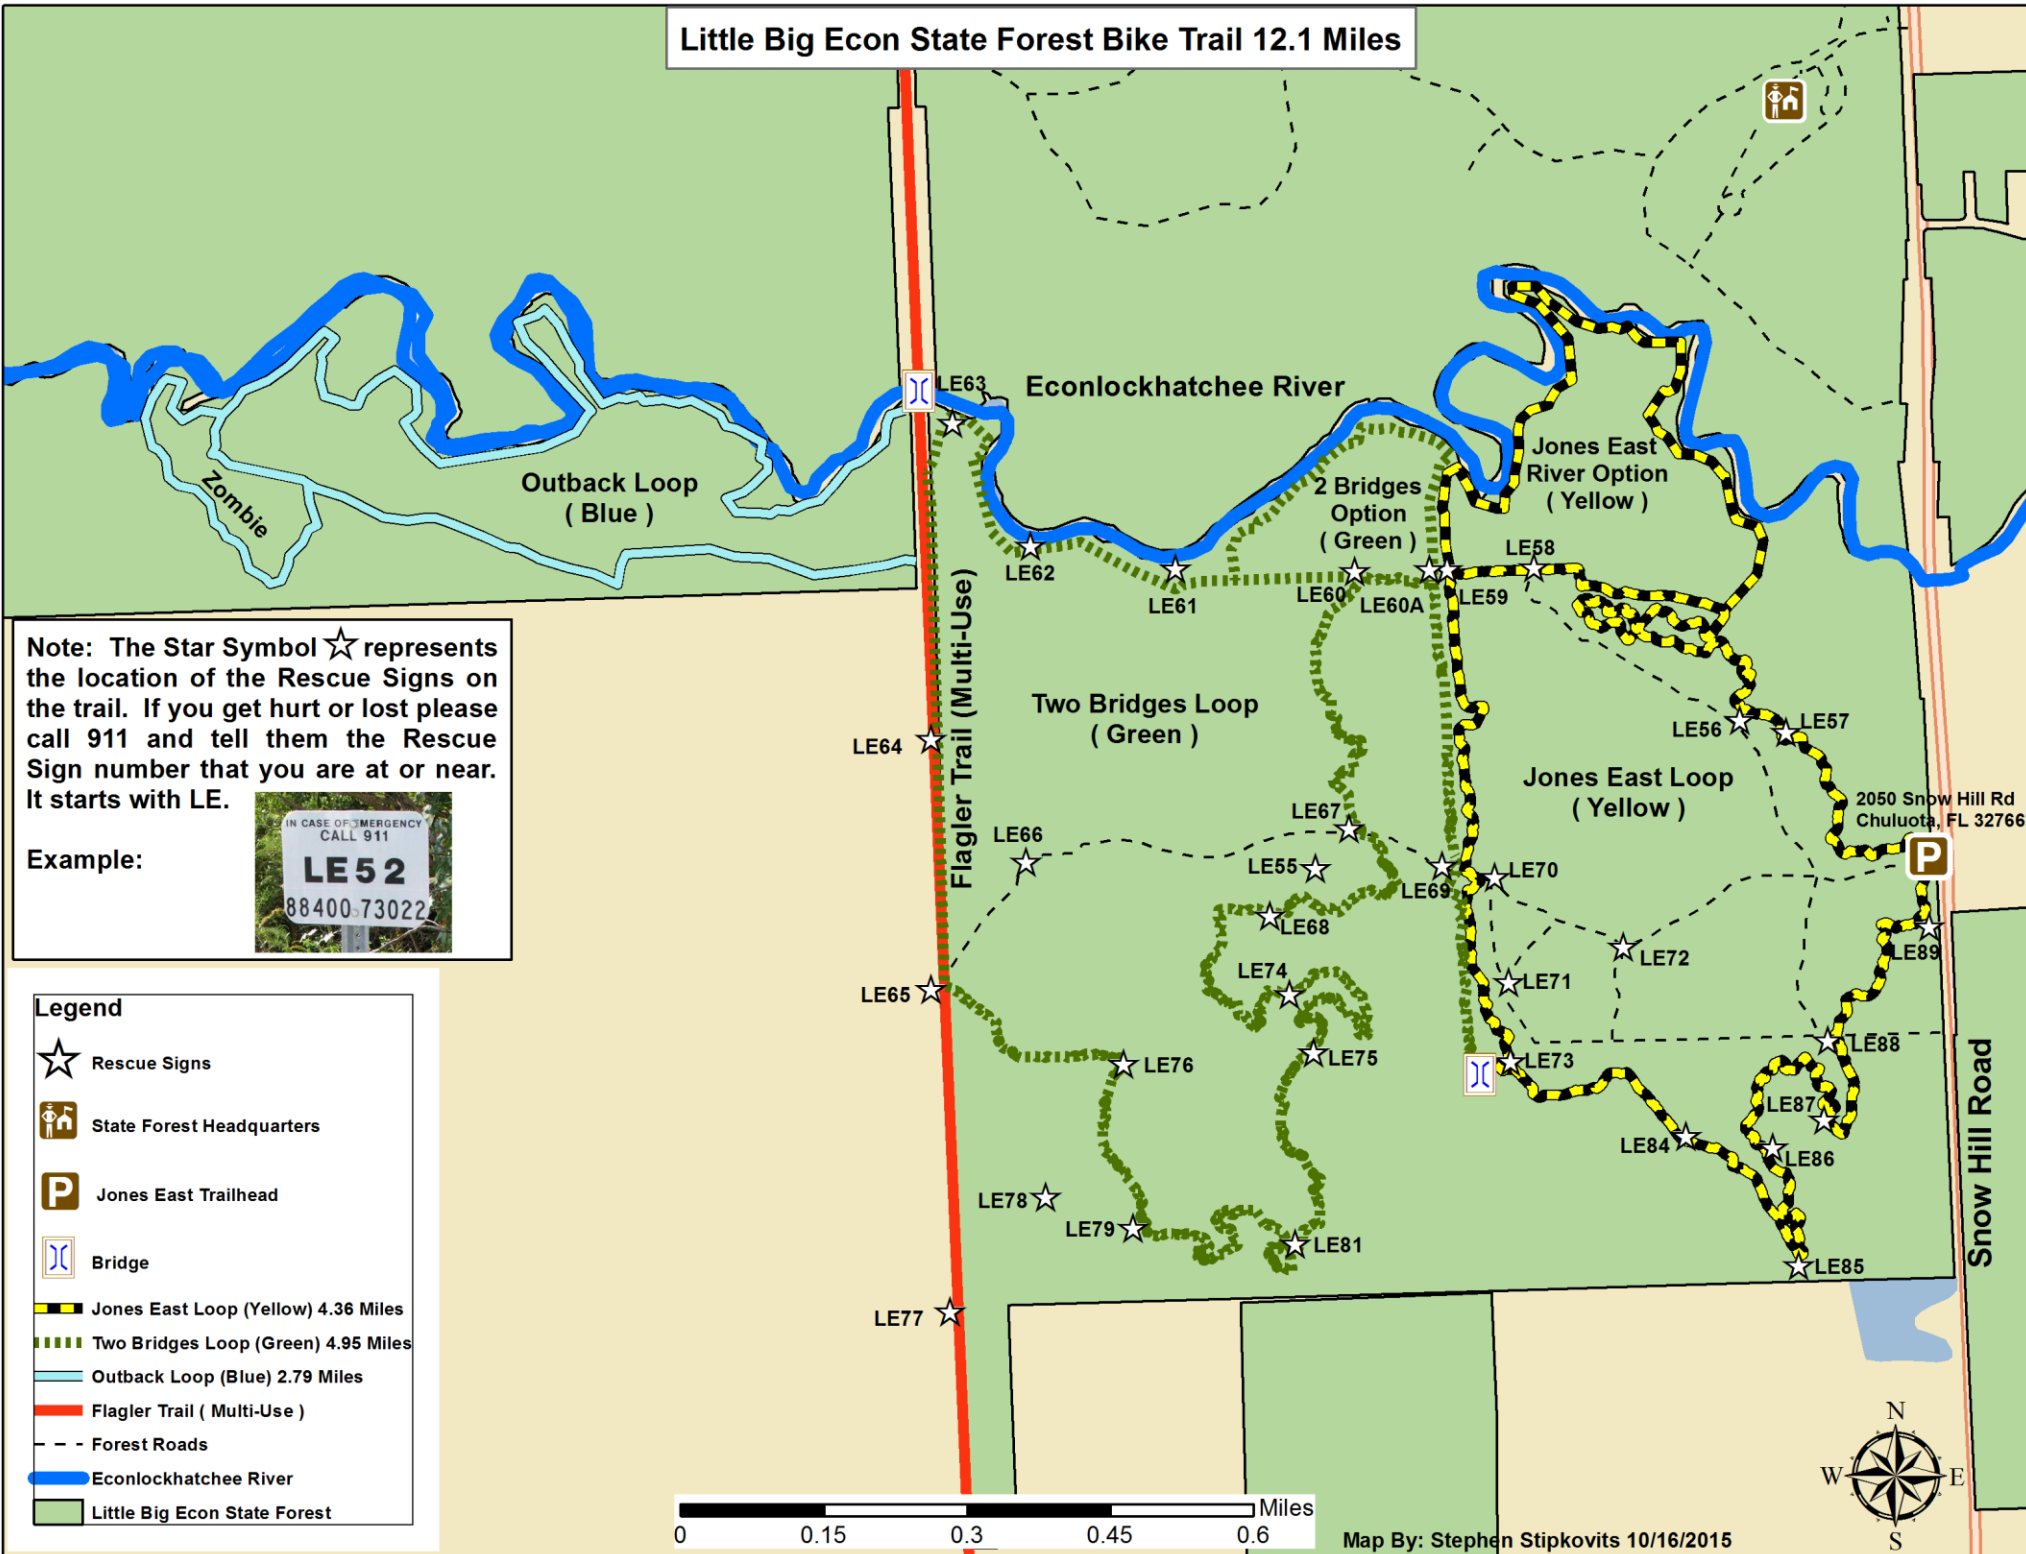 Little Big Econ State Forest Bike Trail 12.1 Miles
LE63
Econlockhatchee River
Jones East
River Option
( Yellow )
2 Bridges
Option
( Green )
Outback Loop
( Blue )
Zombie
LE62
LE61
LE60
LE60A
LE59
LE58
Note: The Star Symbol represents
the location of the Rescue Signs on
the trail. If you get hurt or lost please
call 911 and tell them the Rescue
Sign number that you are at or near.
It starts with LE.
Example:
IN CASE OF EMERGENCY
CALL 911
LE52
88400 73022
Flagler Trail (Multi-Use)
Two Bridges Loop
( Green )
LE64
LE56
LE57
Jones East Loop
( Yellow )
2050 Snow Hill Rd
Chuluota, FL 32766
P
LE67
LE66
LE55
LE69
LE70
LE68
LE89
LE72
LE74
LE71
LE65
LE75
LE76
LE73
LE88
LE87
LE84
LE86
LE78
LE79
LE81
LE85
LE77
Snow Hill Road
Legend
Rescue Signs
State Forest Headquarters
P
Jones East Trailhead
Bridge
Jones East Loop (Yellow) 4.36 Miles
Two Bridges Loop (Green) 4.95 Miles
Outback Loop (Blue) 2.79 Miles
Flagler Trail ( Multi-Use )
Forest Roads
Econlockhatchee River
Little Big Econ State Forest
Miles
0 0.15 0.3 0.45 0.6
Map By: Stephen Stipkovits 10/16/2015
N
W E
S